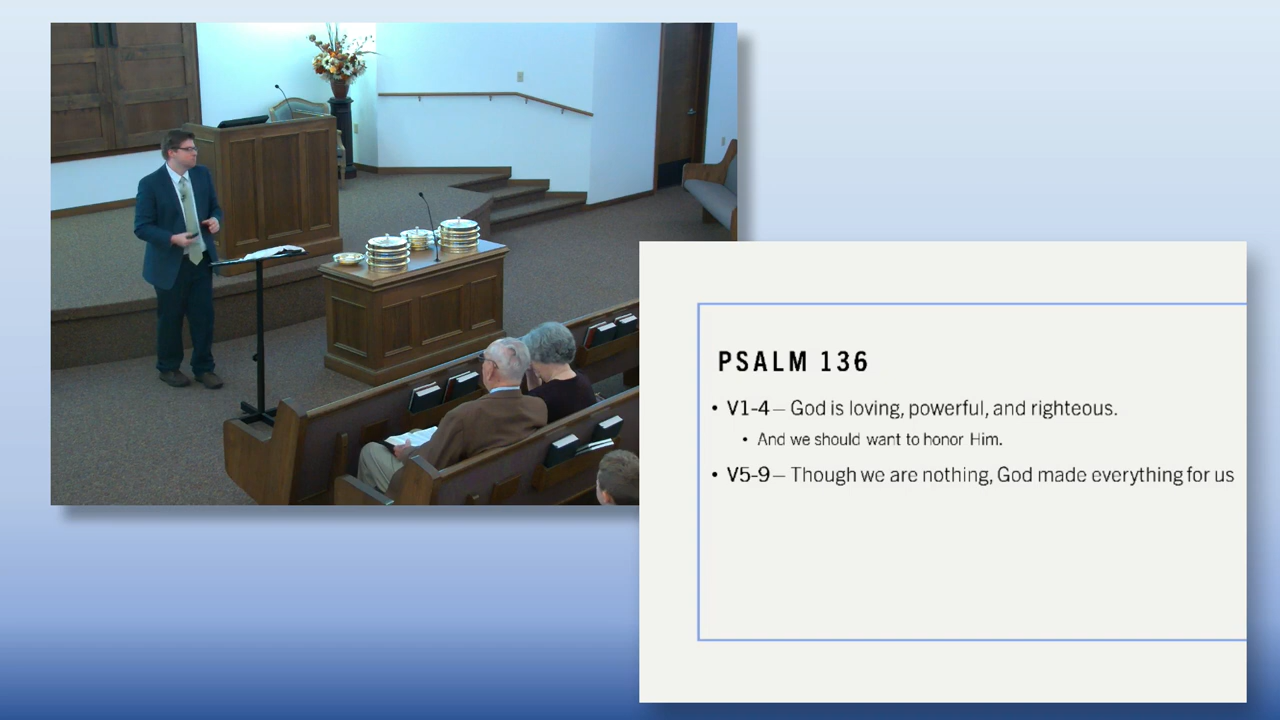 PSALM 136
• V1-4 – God is loving, powerful, and righteous.
• And we should want to honor Him.
• V5-9 – Though we are nothing, God made everything for us